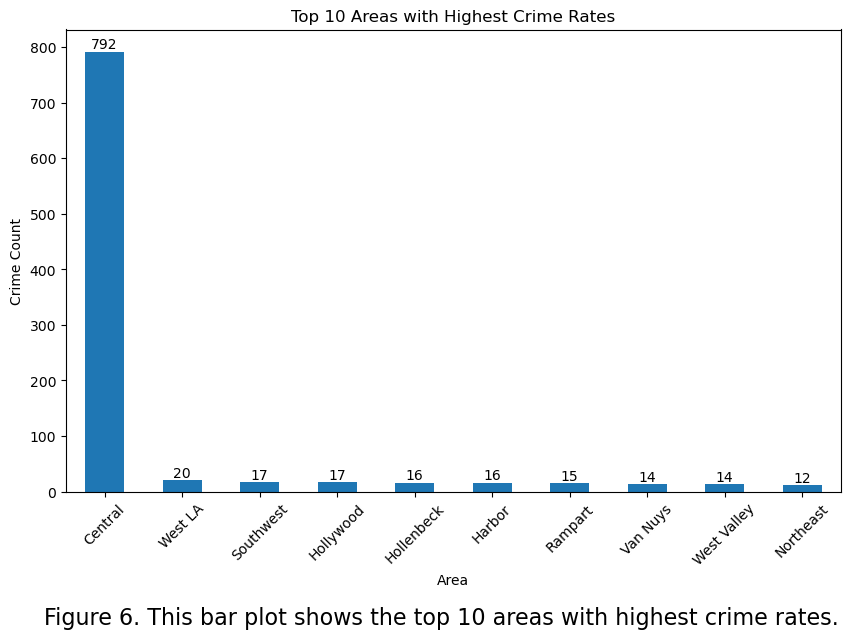 Top 10 Areas with Highest Crime Rates
800
700
600
500
400
300
200
100
0
Crime Count
792
20
17
17
16
16
15
14
14
12
Central
West LA
Southwest
Hollywood
Hollenbeck
Harbor
Rampart
Van Nuys
West Valley
Northeast
Area
Figure 6. This bar plot shows the top 10 areas with highest crime rates.